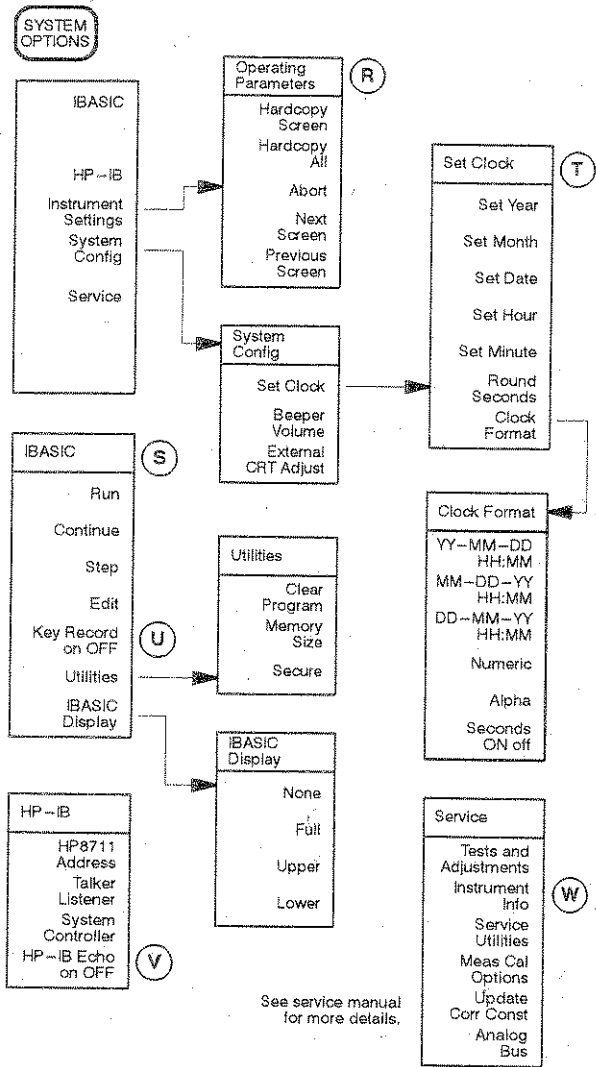 SYSTEM
OPTIONS
IBASIC
HP-IB
Instrument
Settings
System
Config
Service
Operating
Parameters
R
Hardcopy
Screen
Hardcopy
All
Abort
Next
Screen
Previous
Screen
System
Config
Set Clock
Beeper
Volume
External
CRT Adjust
Set Clock
T
Set Year
Set Month
Set Date
Set Hour
Set Minute
Round
Seconds
Clock
Format
IBASIC
S
Run
Continue
Step
Edit
Key Record
on OFF
U
Utilities
IBASIC
Display
Utilities
Clear
Program
Memory
Size
Secure
Clock Format
YY-MM-DD
HH:MM
MM-DD-YY
HH:MM
DD-MM-YY
HH:MM
Numeric
Alpha
Seconds
ON off
IBASIC
Display
None
Full
Upper
Lower
HP-IB
HP8711
Address
Talker
Listener
System
Controller
HP-IB Echo
on OFF
V
Service
Tests and
Adjustments
Instrument
Info
W
Service
Utilities
Meas Cal
Options
Update
Corr Const
Analog
Bus
See service manual
for more details.